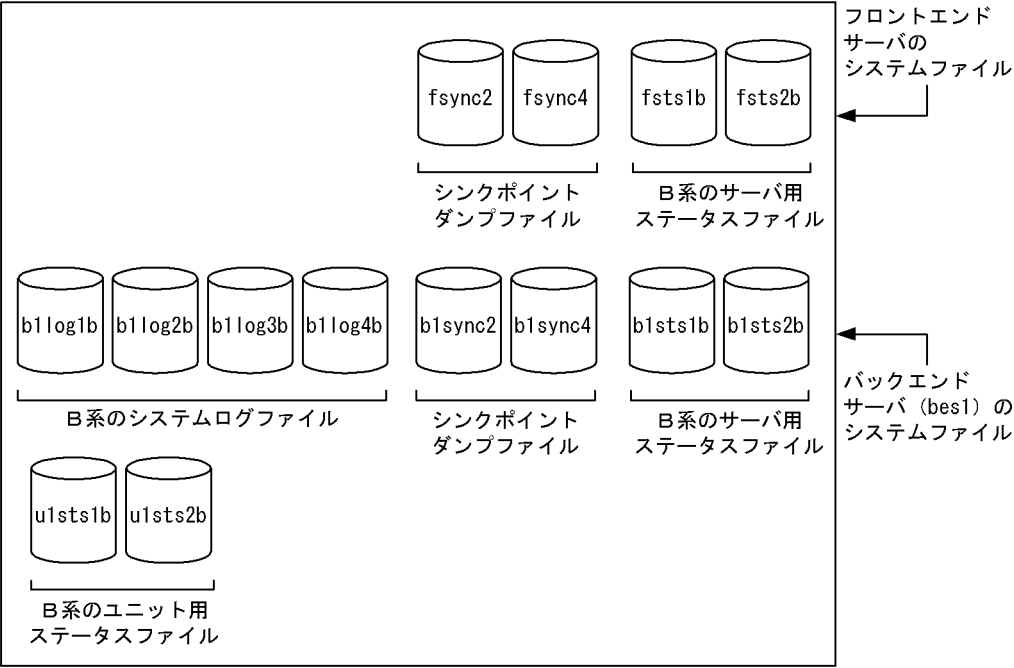 フロントエンド
サーバの
システムファイル
fsync2 fsync4 fsts1b fsts2b
シンクポイント
ダンプファイル
B系のサーバ用
ステータスファイル
b1log1b b1log2b b1log3b b1log4b b1sync2 b1sync4 b1sts1b b1sts2b
B系のシステムログファイル
シンクポイント
ダンプファイル
B系のサーバ用
ステータスファイル
バックエンド
サーバ（bes1）の
システムファイル
u1sts1b u1sts2b
B系のユニット用
ステータスファイル